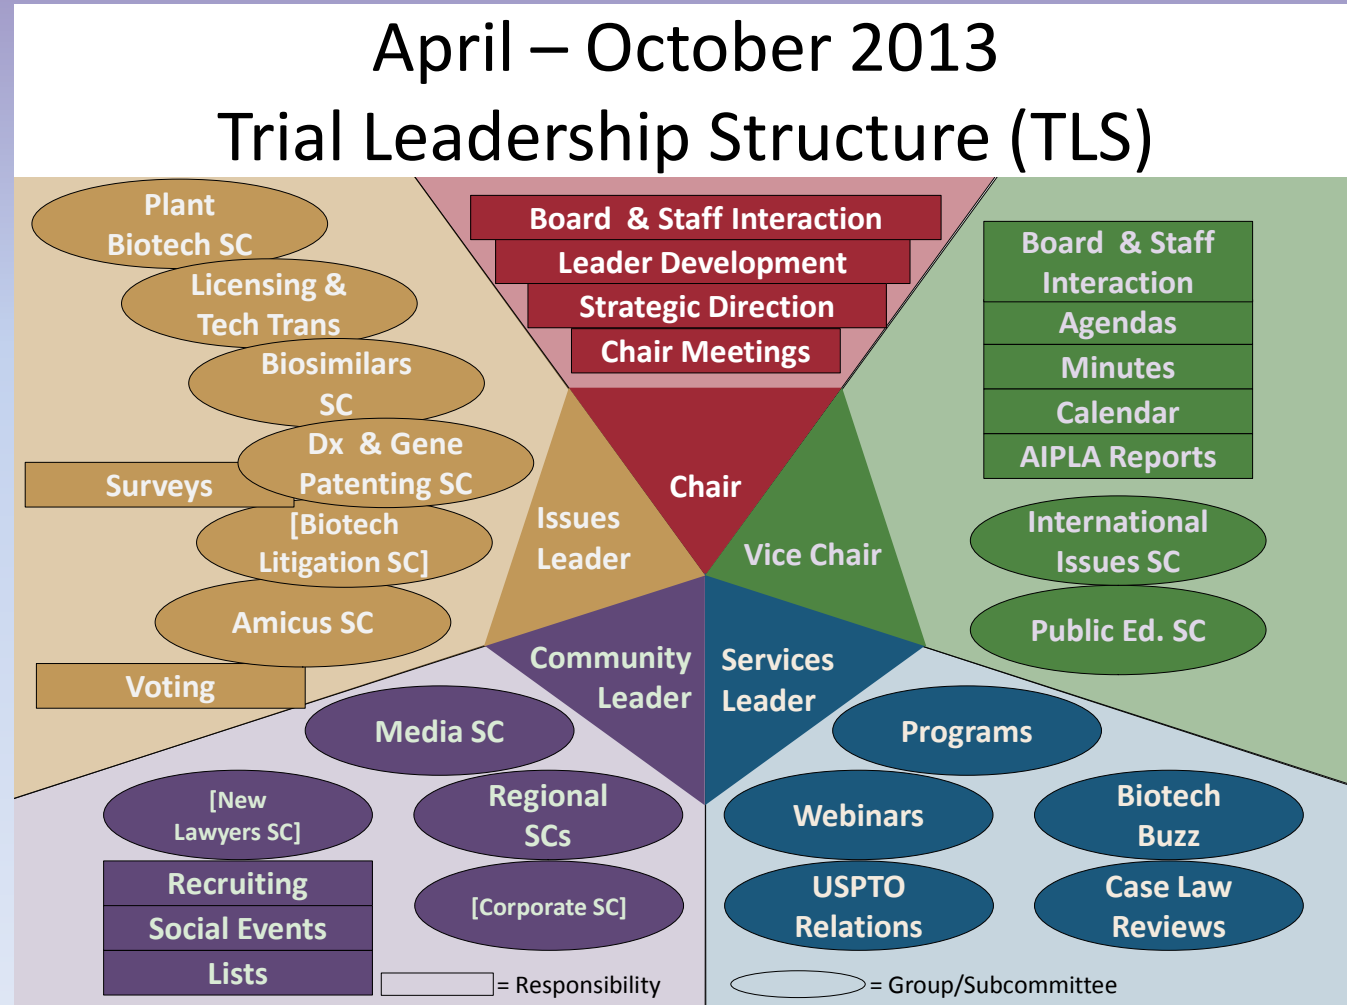 April – October 2013
Trial Leadership Structure (TLS)
Plant
Biotech SC
Licensing &
Tech Trans
Biosimilars
SC
Dx & Gene
Patenting SC
Surveys
[Biotech
Litigation SC]
Amicus SC
Voting
Issues
Leader
Board & Staff Interaction
Leader Development
Strategic Direction
Chair Meetings
Chair
Board & Staff
Interaction
Agendas
Minutes
Calendar
AIPLA Reports
International
Issues SC
Public Ed. SC
Vice Chair
Community
Leader
Media SC
[New
Lawyers SC]
Regional
SCs
[Corporate SC]
Recruiting
Social Events
Lists
Services
Leader
Programs
Webinars
Biotech
Buzz
USPTO
Relations
Case Law
Reviews
= Responsibility
= Group/Subcommittee